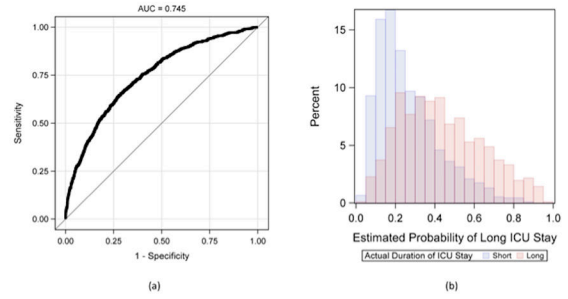 AUC = 0.745
Sensitivity
1.00
0.75
0.50
0.25
0.00
0.00 0.25 0.50 0.75 1.00
1 - Specificity
(a)
Percent
15
10
5
0
0.0 0.2 0.4 0.6 0.8 1.0
Estimated Probability of Long ICU Stay
Actual Duration of ICU Stay Short Long
(b)